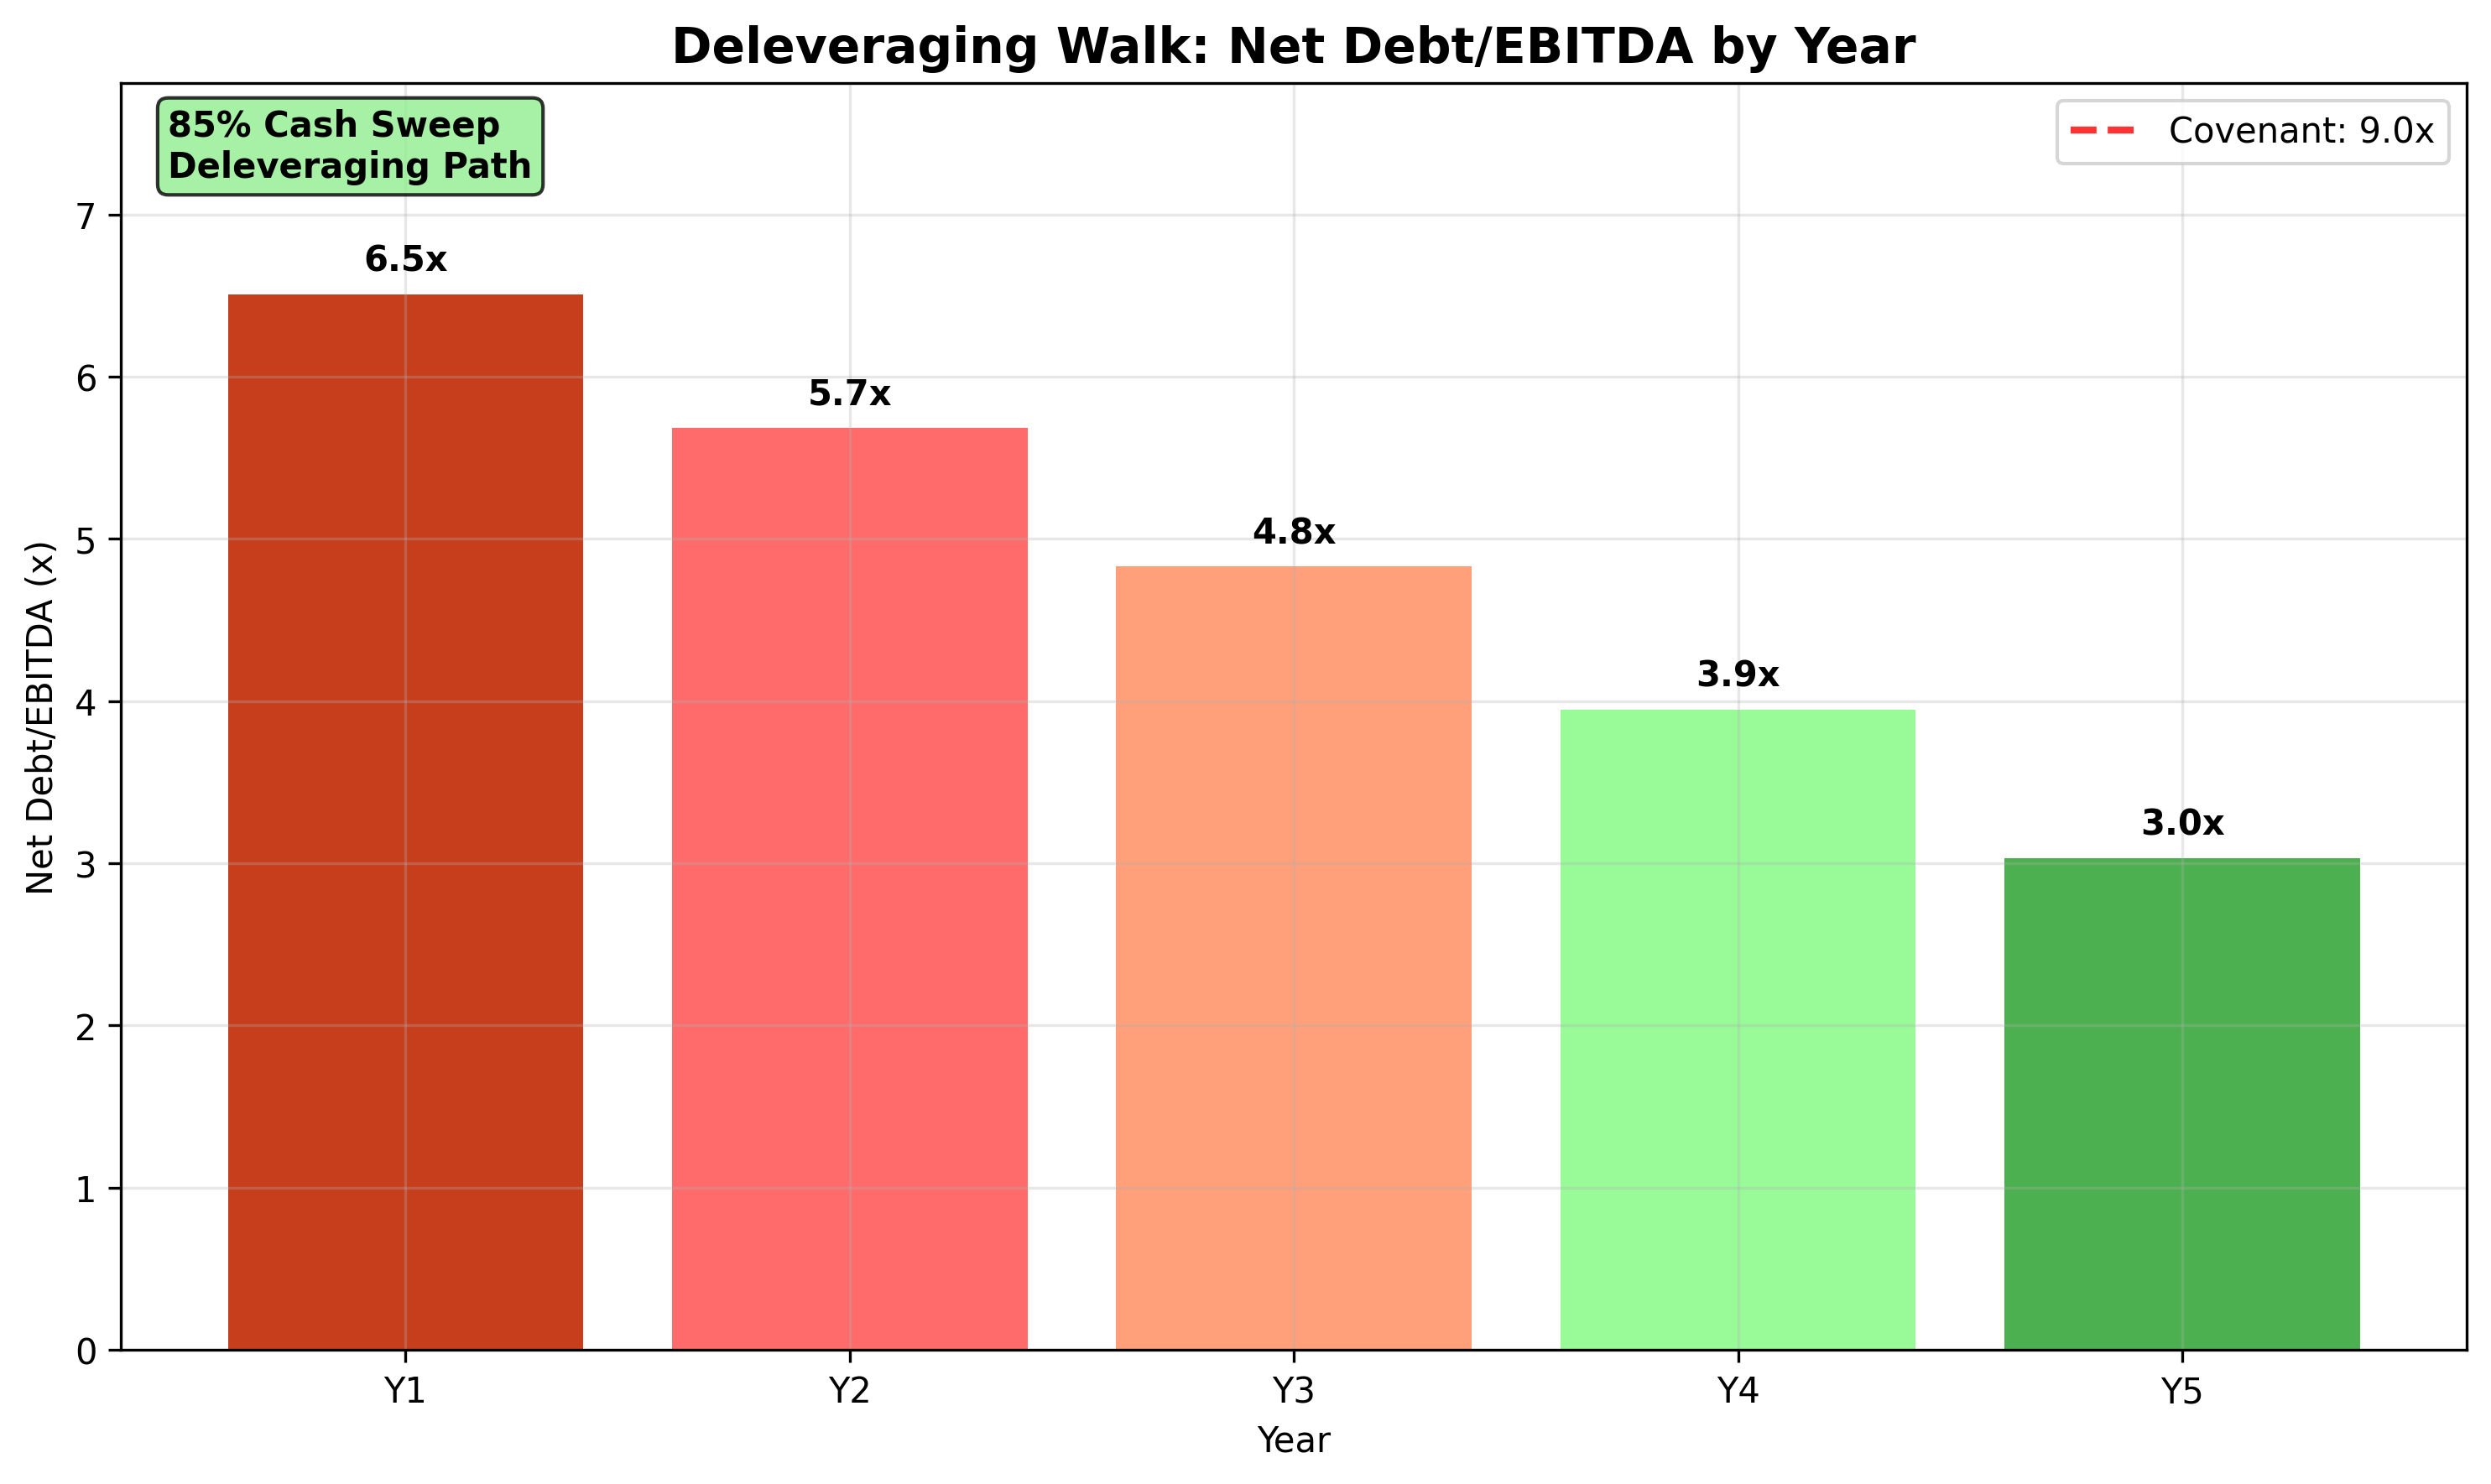 Deleveraging Walk: Net Debt/EBITDA by Year
85% Cash Sweep
Deleveraging Path
Covenant: 9.0x
Net Debt/EBITDA (x)
7
6
5
4
3
2
1
0
6.5x
5.7x
4.8x
3.9x
3.0x
Y1
Y2
Y3
Y4
Y5
Year